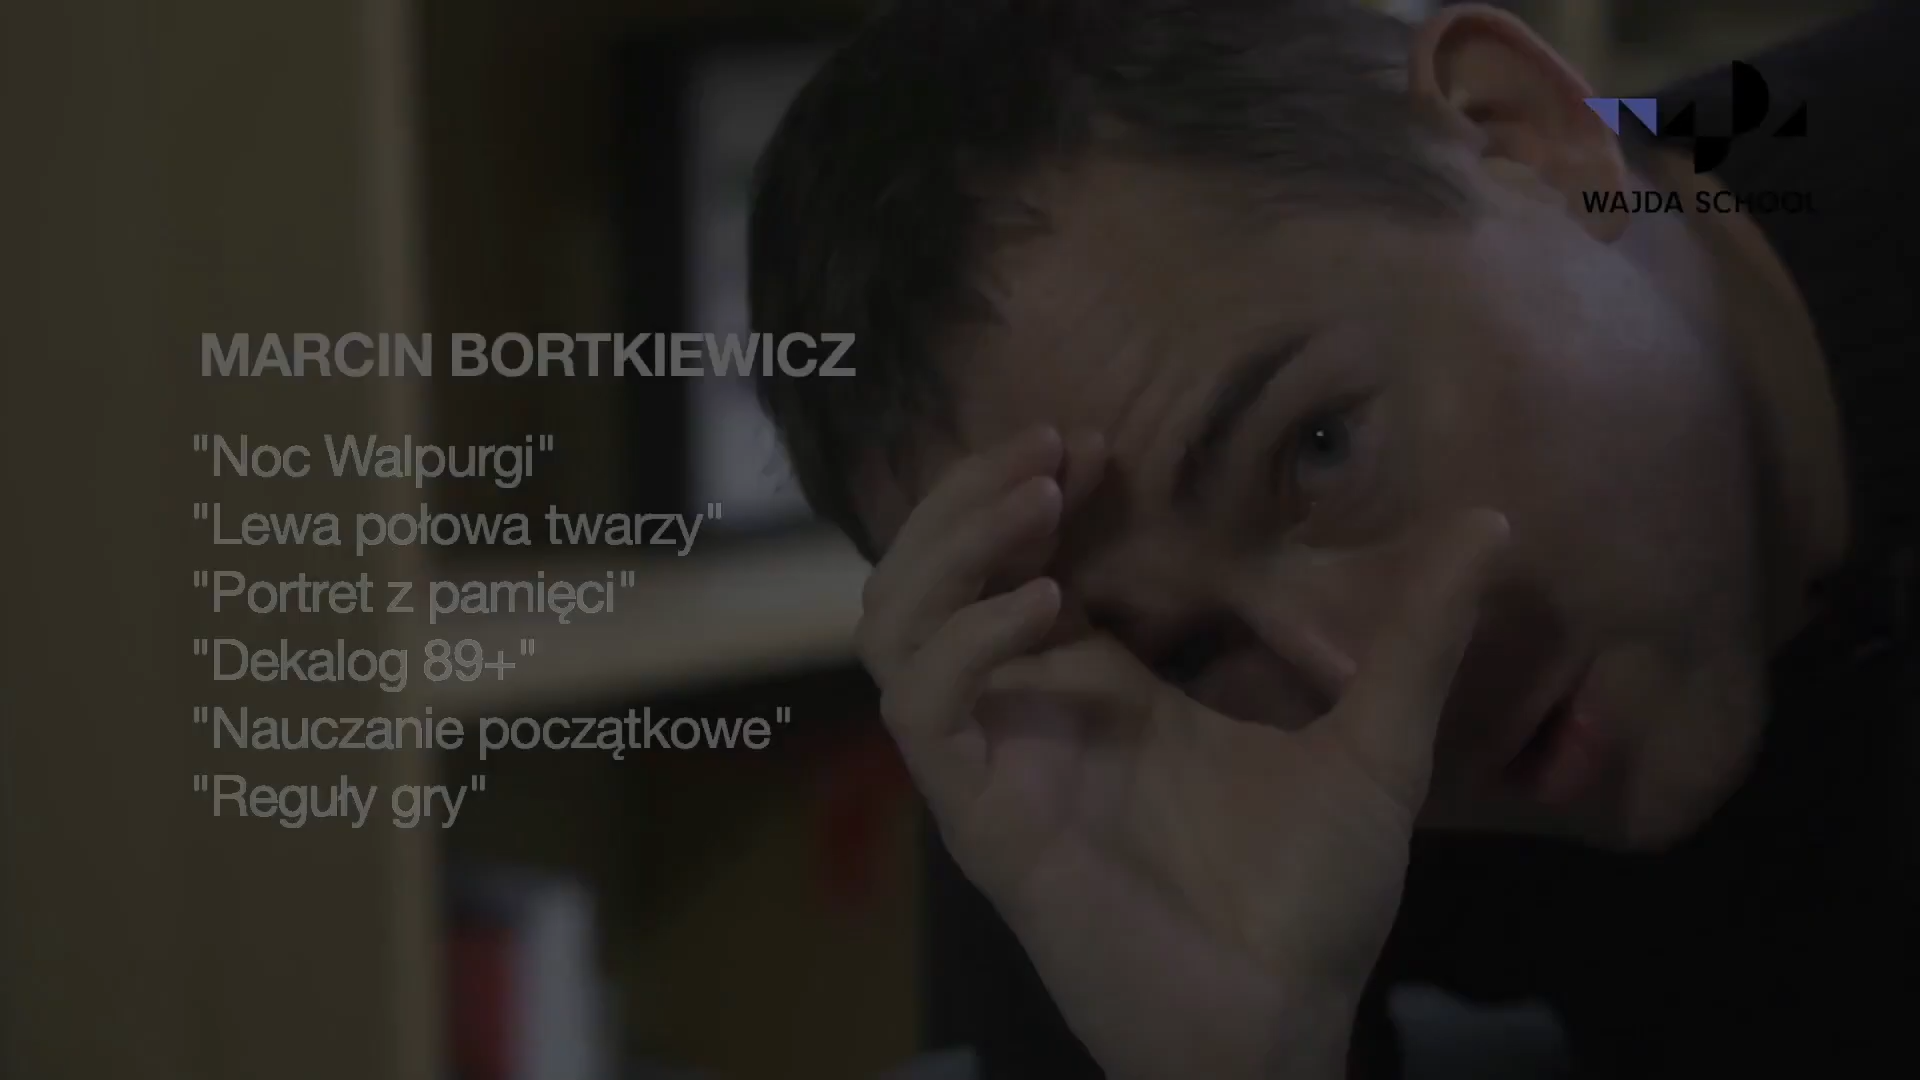 WAJDA SCHOOL
MARCIN BORTKIEWICZ
"Noc Walpurgi"
"Lewa połowa twarzy"
"Portret z pamięci"
"Dekalog 89+"
"Nauczanie początkowe"
"Reguły gry"